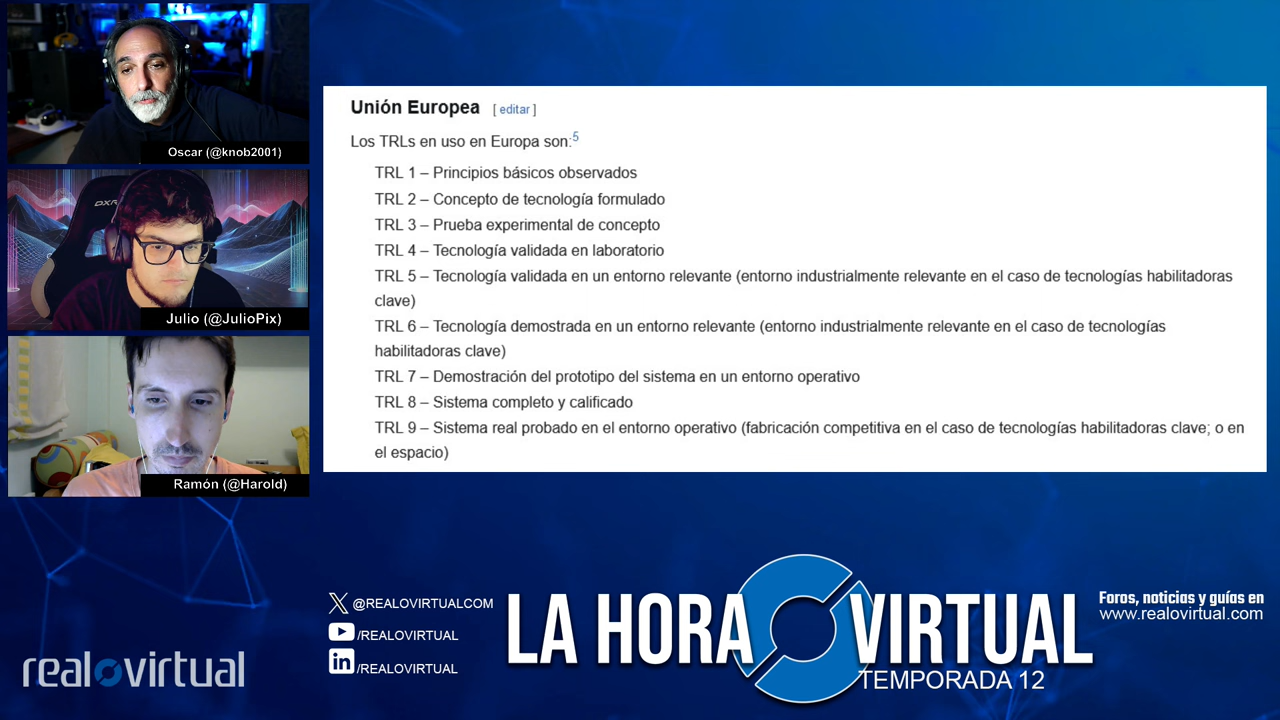 Oscar (@knob2001)
DXR
Julio (@JulioPix)
Ramón (@Harold)
Unión Europea [ editar ]
Los TRLs en uso en Europa son:5
TRL 1 – Principios básicos observados
TRL 2 – Concepto de tecnología formulado
TRL 3 – Prueba experimental de concepto
TRL 4 – Tecnología validada en laboratorio
TRL 5 – Tecnología validada en un entorno relevante (entorno industrialmente relevante en el caso de tecnologías habilitadoras
clave)
TRL 6 – Tecnología demostrada en un entorno relevante (entorno industrialmente relevante en el caso de tecnologías
habilitadoras clave)
TRL 7 – Demostración del prototipo del sistema en un entorno operativo
TRL 8 – Sistema completo y calificado
TRL 9 – Sistema real probado en el entorno operativo (fabricación competitiva en el caso de tecnologías habilitadoras clave; o en
el espacio)
@REALOVIRTUALCOM
/REALOVIRTUAL
in /REALOVIRTUAL
LA HORA VIRTUAL
TEMPORADA 12
Foros, noticias y guías en
www.realovirtual.com
realovirtual